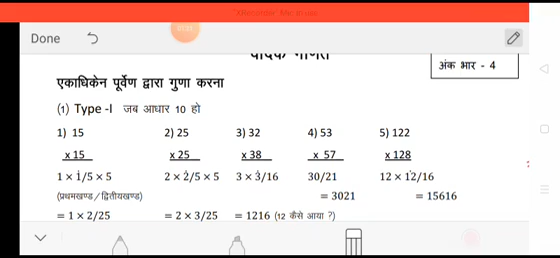 Done
अंक भार - 4
एकाधिकेन पूर्वेण द्वारा गुणा करना
(1) Type -I जब आधार 10 हो
1) 15 2) 25 3) 32 4) 53 5) 122
x 15 x 25 x 38 x 57 x 128
1 × 1̇/5 × 5 2 × 2̇/5 × 5 3 × 3̇/16 30/21 12 × 12̇/16
(प्रथमखण्ड/द्वितीयखण्ड) = 3021 = 15616
= 1 × 2/25 = 2 × 3/25 = 1216 (12 कैसे आया ?)